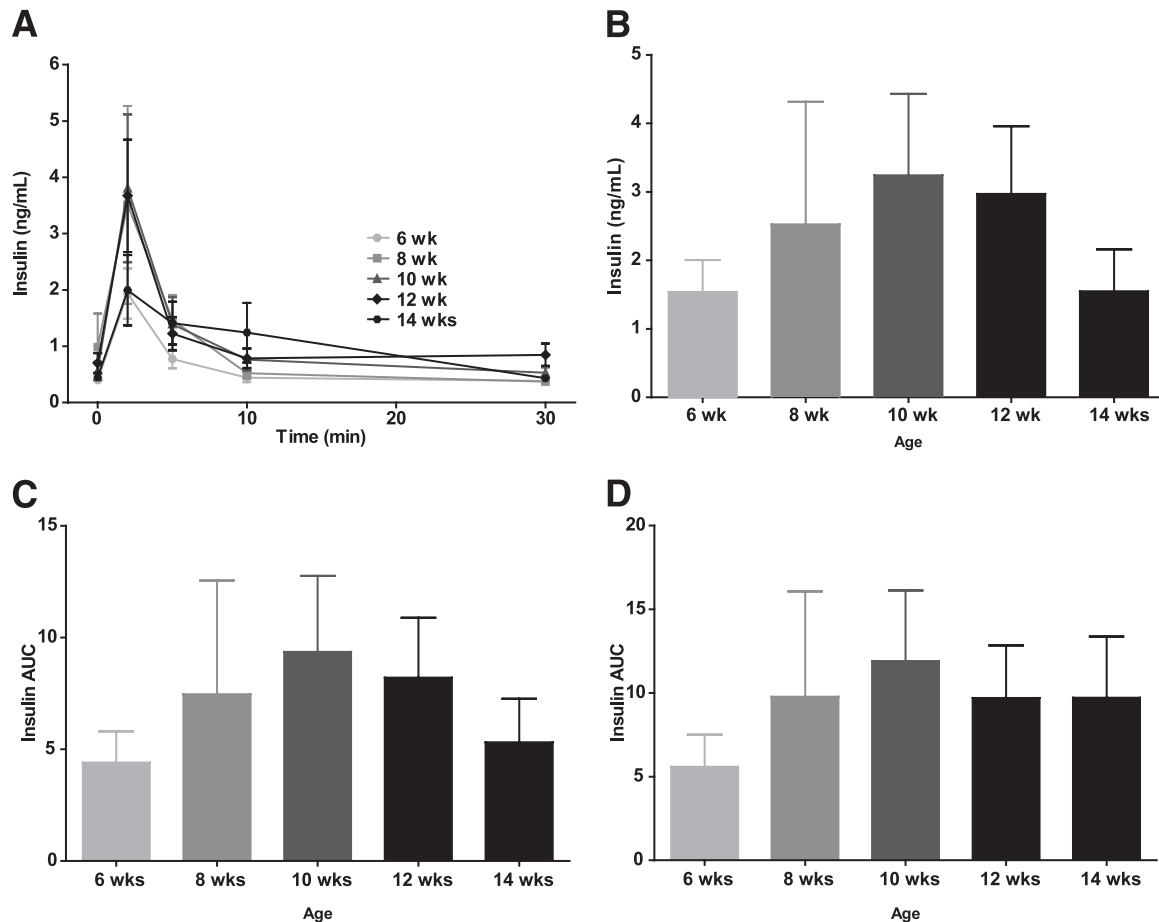 A
6
5
4
3
2
1
0
Insulin (ng/mL)
0 10 20 30
Time (min)
6 wk
8 wk
10 wk
12 wk
14 wks
B
5
4
3
2
1
0
Insulin (ng/mL)
6 wk 8 wk 10 wk 12 wk 14 wks
Age
C
15
10
5
0
Insulin AUC
6 wks 8 wks 10 wks 12 wks 14 wks
Age
D
20
15
10
5
0
Insulin AUC
6 wks 8 wks 10 wks 12 wks 14 wks
Age